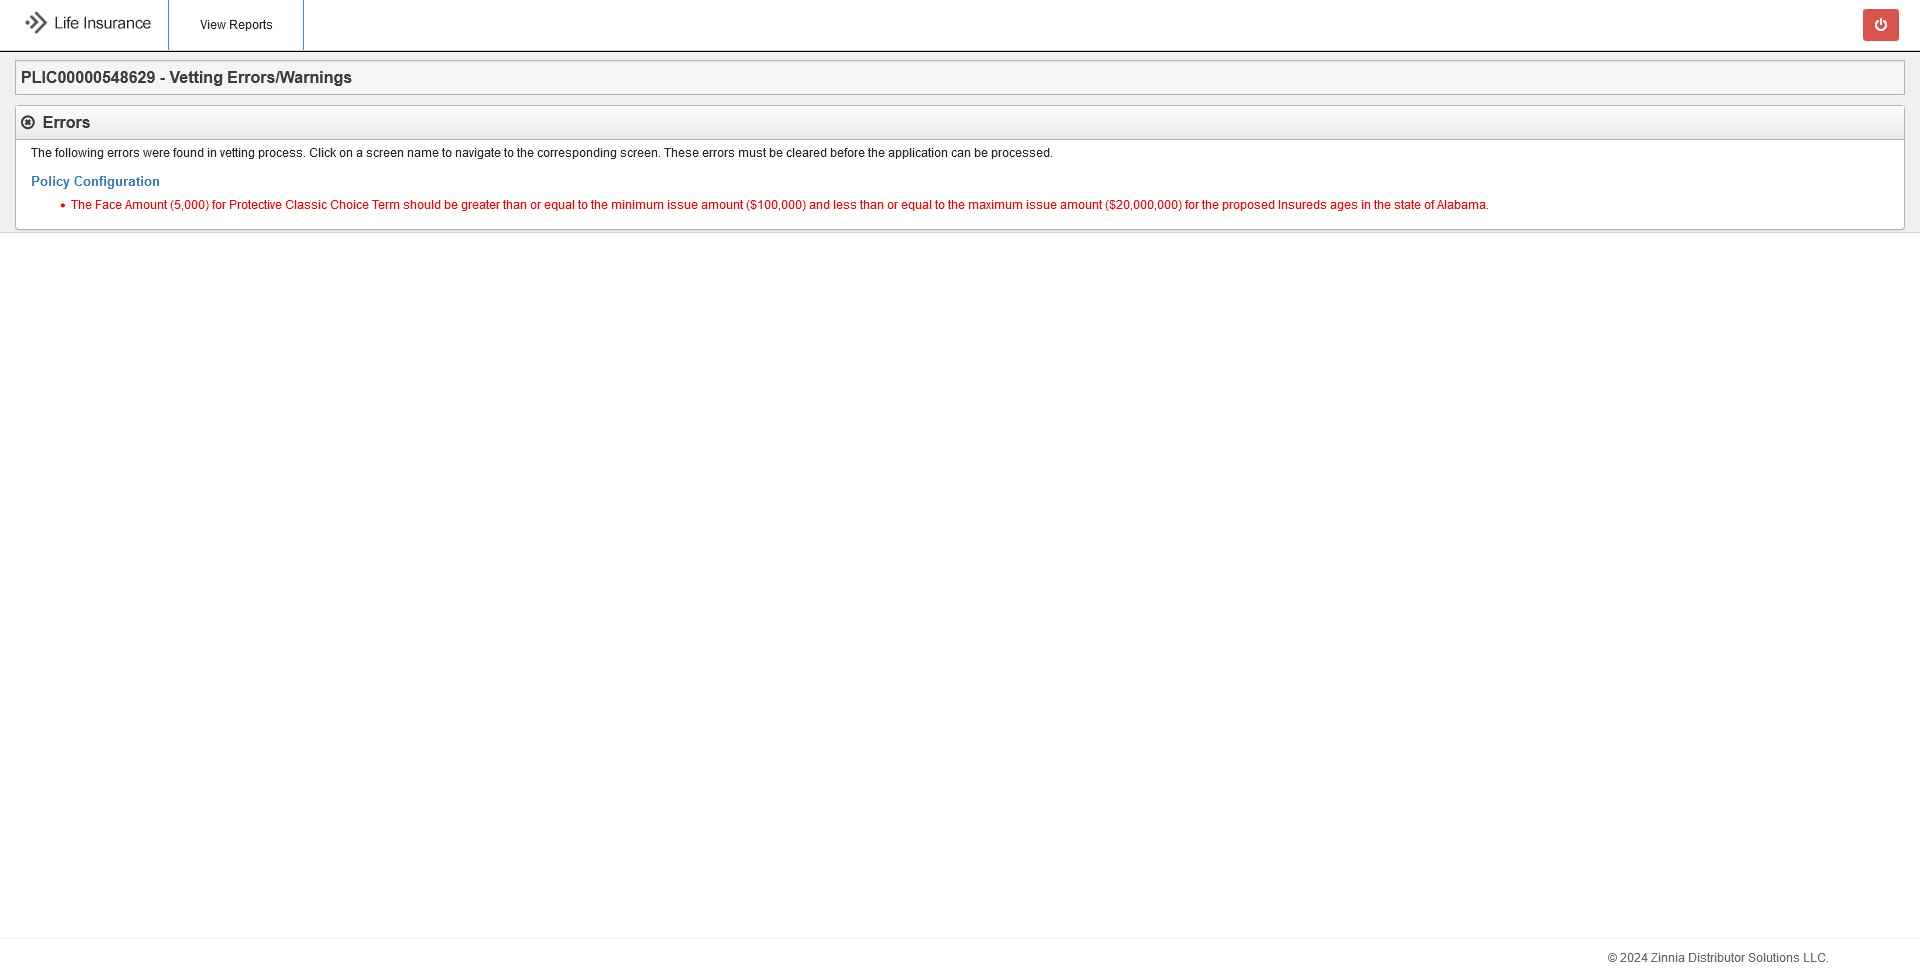 Life Insurance
View Reports
PLIC00000548629 - Vetting Errors/Warnings
Errors
The following errors were found in vetting process. Click on a screen name to navigate to the corresponding screen. These errors must be cleared before the application can be processed.
Policy Configuration
• The Face Amount (5,000) for Protective Classic Choice Term should be greater than or equal to the minimum issue amount ($100,000) and less than or equal to the maximum issue amount ($20,000,000) for the proposed Insureds ages in the state of Alabama.
© 2024 Zinnia Distributor Solutions LLC.